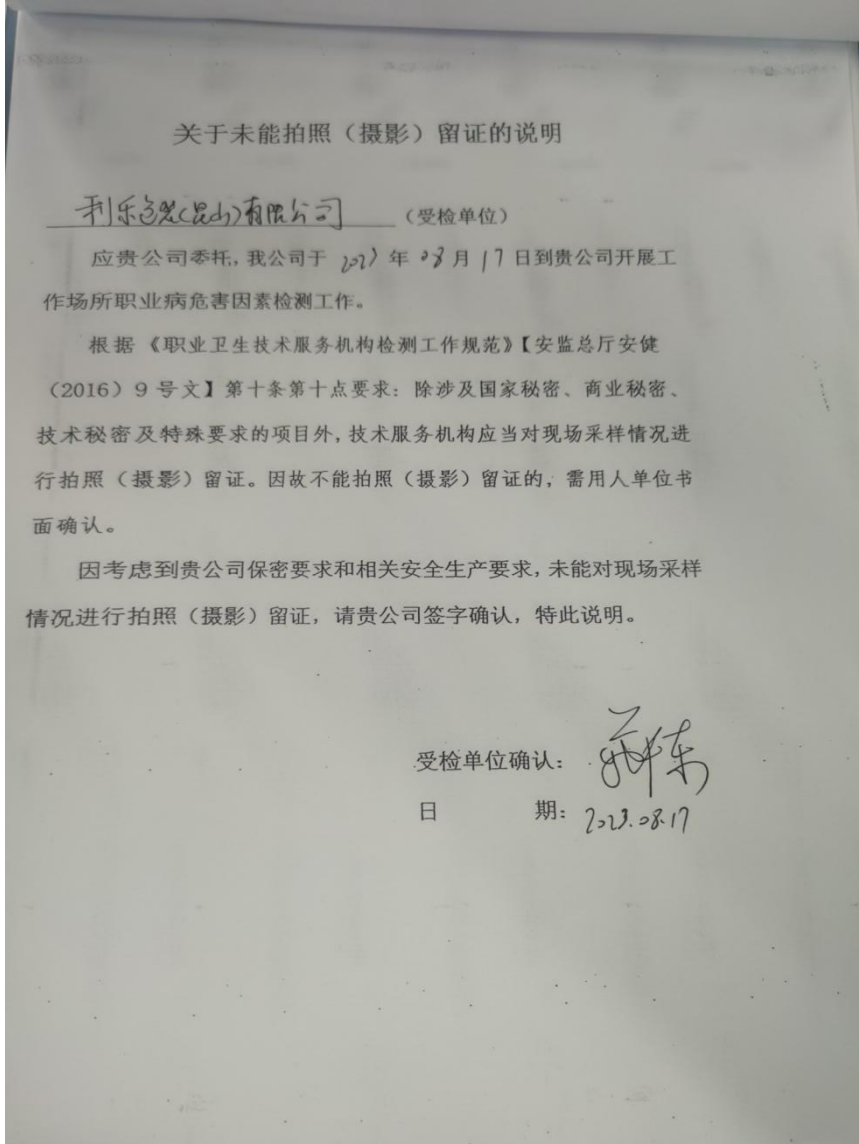 关于未能拍照（摄影）留证的说明
利乐包装(昆山)有限公司（受检单位）
应贵公司委托，我公司于 2023 年 08 月 17 日到贵公司开展工
作场所职业病危害因素检测工作。
根据《职业卫生技术服务机构检测工作规范》【安监总厅安健
（2016）9 号文】第十条第十点要求：除涉及国家秘密、商业秘密、
技术秘密及特殊要求的项目外，技术服务机构应当对现场采样情况进
行拍照（摄影）留证。因故不能拍照（摄影）留证的，需用人单位书
面确认。
因考虑到贵公司保密要求和相关安全生产要求，未能对现场采样
情况进行拍照（摄影）留证，请贵公司签字确认，特此说明。
受检单位确认：
日 期：2023.08.17